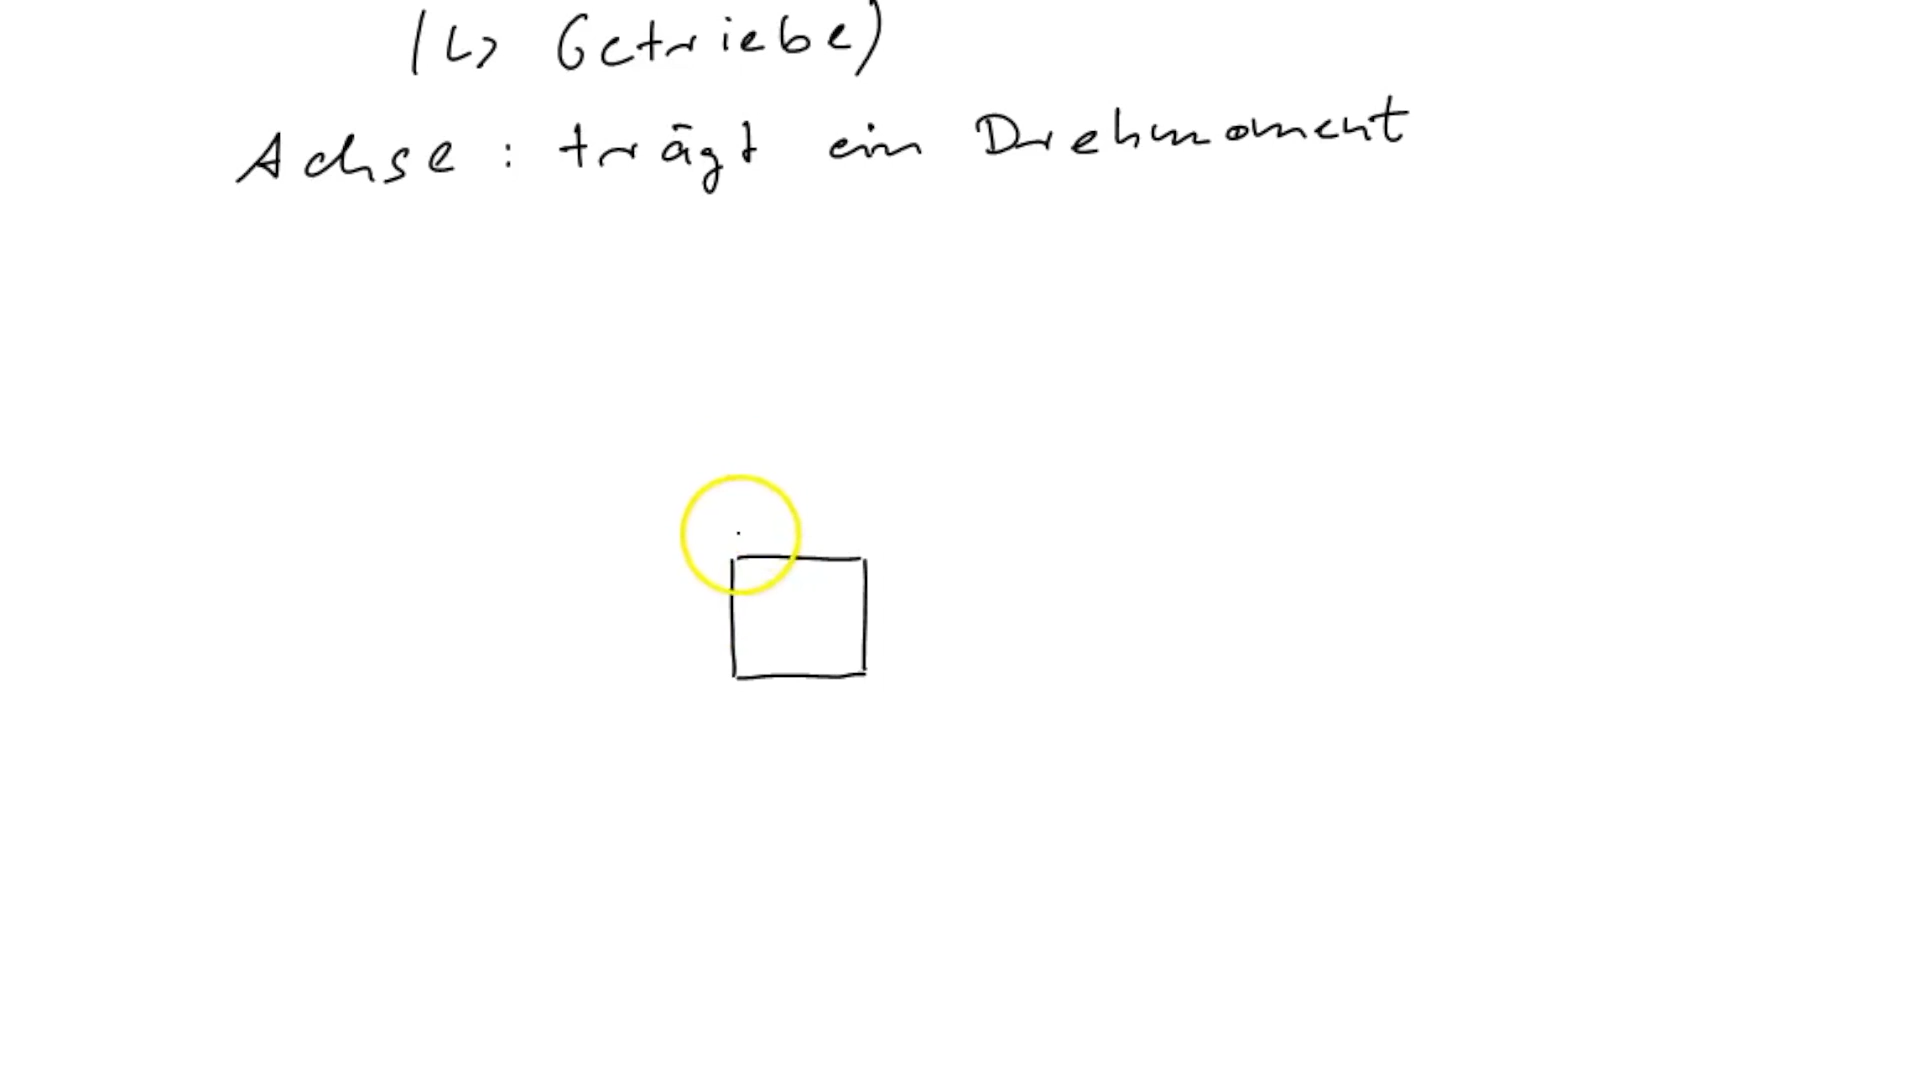 (↳ Getriebe)
Achse : trägt ein Drehmoment